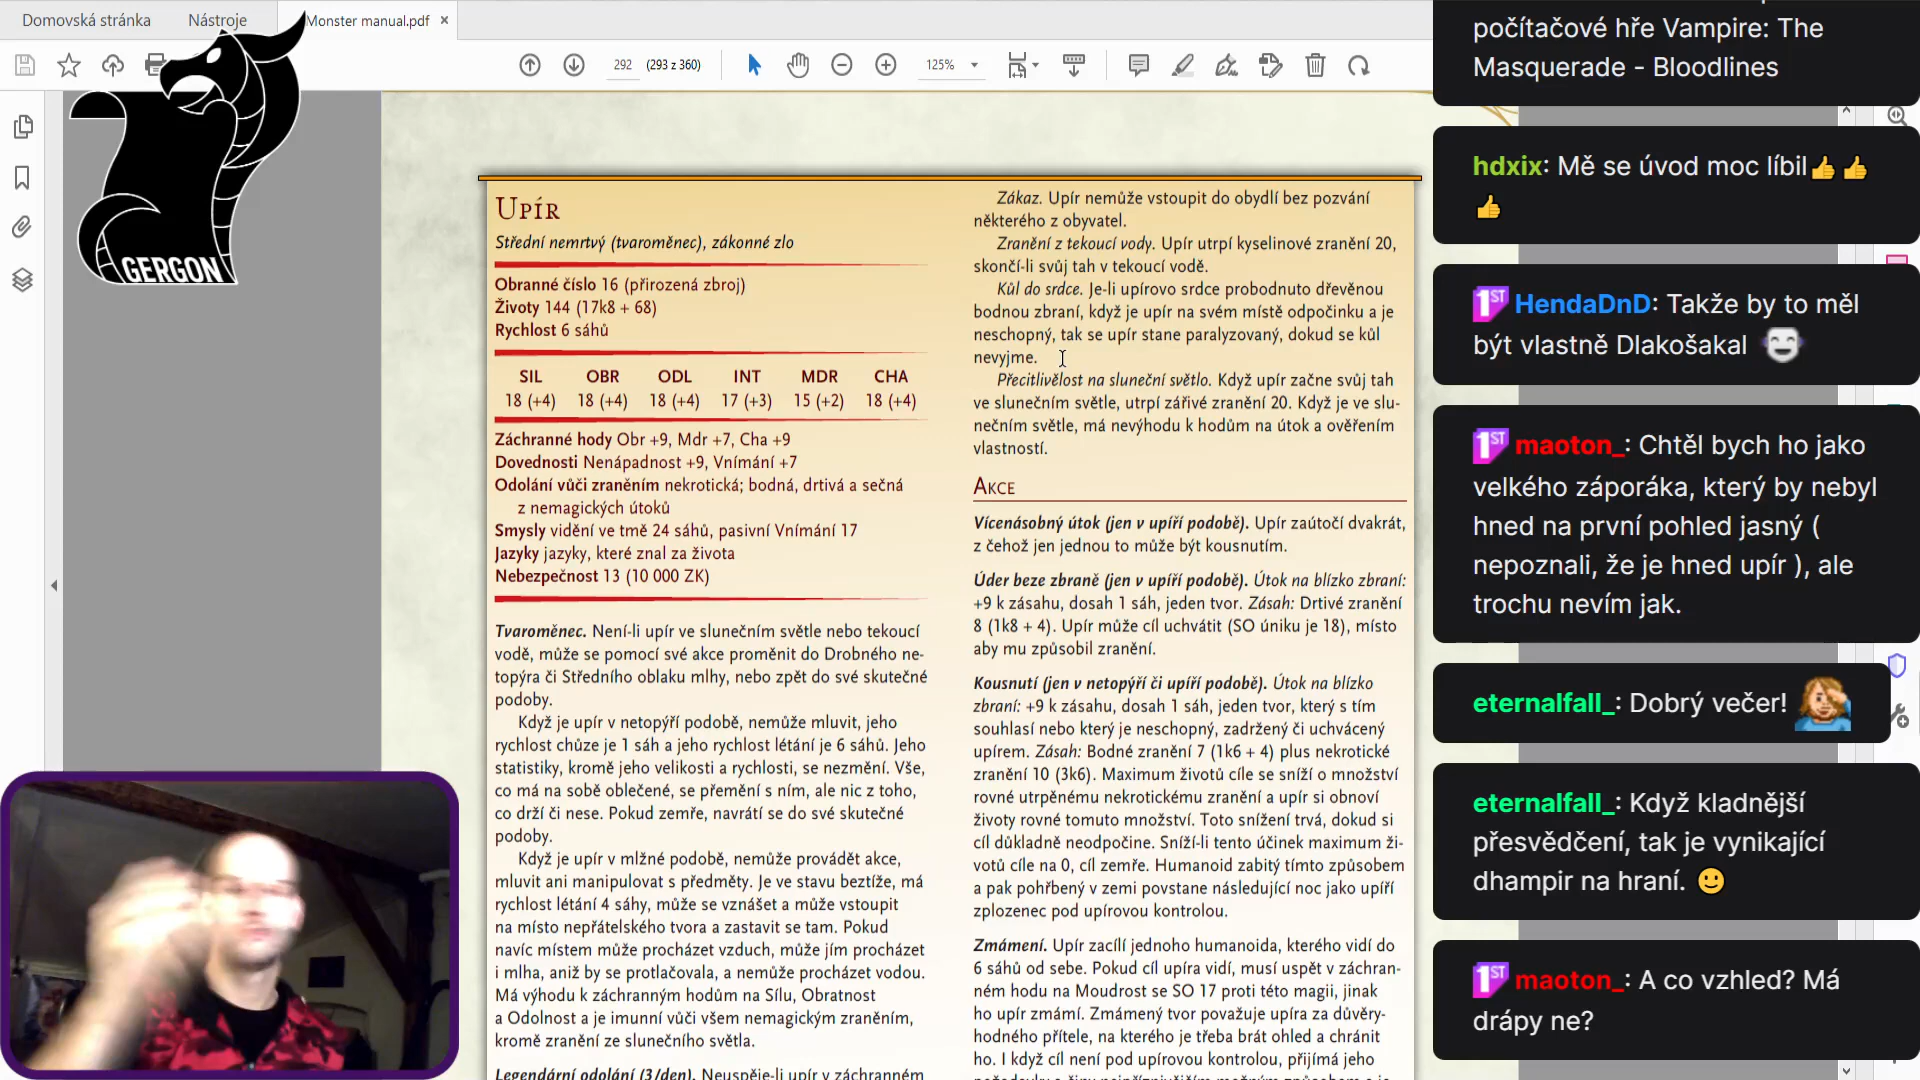 Domovská stránka
Nástroje
Monster manual.pdf
292
(293 z 360)
125%
GERGON
UPÍR
Střední nemrtvý (tvaroměnec), zákonné zlo
Obranné číslo 16 (přirozená zbroj)
Životy 144 (17k8 + 68)
Rychlost 6 sáhů
SIL OBR ODL INT MDR CHA
18 (+4) 18 (+4) 18 (+4) 17 (+3) 15 (+2) 18 (+4)
Záchranné hody Obr +9, Mdr +7, Cha +9
Dovednosti Nenápadnost +9, Vnímání +7
Odolání vůči zraněním nekrotická; bodná, drtivá a sečná
z nemagických útoků
Smysly vidění ve tmě 24 sáhů, pasivní Vnímání 17
Jazyky jazyky, které znal za života
Nebezpečnost 13 (10 000 ZK)
Tvaroměnec. Není-li upír ve slunečním světle nebo tekoucí
vodě, může se pomocí své akce proměnit do Drobného ne-
topýra či Středního oblaku mlhy, nebo zpět do své skutečné
podoby.
Když je upír v netopýří podobě, nemůže mluvit, jeho
rychlost chůze je 1 sáh a jeho rychlost létání je 6 sáhů. Jeho
statistiky, kromě jeho velikosti a rychlosti, se nezmění. Vše,
co má na sobě oblečené, se přemění s ním, ale nic z toho,
co drží či nese. Pokud zemře, navrátí se do své skutečné
podoby.
Když je upír v mlžné podobě, nemůže provádět akce,
mluvit ani manipulovat s předměty. Je ve stavu beztíže, má
rychlost létání 4 sáhy, může se vznášet a může vstoupit
na místo nepřátelského tvora a zastavit se tam. Pokud
navíc místem může procházet vzduch, může jím procházet
i mlha, aniž by se protlačovala, a nemůže procházet vodou.
Má výhodu k záchranným hodům na Sílu, Obratnost
a Odolnost a je imunní vůči všem nemagickým zraněním,
kromě zranění ze slunečního světla.
Legendární odolání (3/den). Neuspěje-li upír v záchranném
Zákaz. Upír nemůže vstoupit do obydlí bez pozvání
některého z obyvatel.
Zranění z tekoucí vody. Upír utrpí kyselinové zranění 20,
skončí-li svůj tah v tekoucí vodě.
Kůl do srdce. Je-li upírovo srdce probodnuto dřevěnou
bodnou zbraní, když je upír na svém místě odpočinku a je
neschopný, tak se upír stane paralyzovaný, dokud se kůl
nevyjme.
Přecitlivělost na sluneční světlo. Když upír začne svůj tah
ve slunečním světle, utrpí zářivé zranění 20. Když je ve slu-
nečním světle, má nevýhodu k hodům na útok a ověřením
vlastností.
AKCE
Vícenásobný útok (jen v upíří podobě). Upír zaútočí dvakrát,
z čehož jen jednou to může být kousnutím.
Úder beze zbraně (jen v upíří podobě). Útok na blízko zbraní:
+9 k zásahu, dosah 1 sáh, jeden tvor. Zásah: Drtivé zranění
8 (1k8 + 4). Upír může cíl uchvátit (SO úniku je 18), místo
aby mu způsobil zranění.
Kousnutí (jen v netopýří či upíří podobě). Útok na blízko
zbraní: +9 k zásahu, dosah 1 sáh, jeden tvor, který s tím
souhlasí nebo který je neschopný, zadržený či uchvácený
upírem. Zásah: Bodné zranění 7 (1k6 + 4) plus nekrotické
zranění 10 (3k6). Maximum životů cíle se sníží o množství
rovné utrpěnému nekrotickému zranění a upír si obnoví
životy rovné tomuto množství. Toto snížení trvá, dokud si
cíl důkladně neodpočine. Sníží-li tento účinek maximum ži-
votů cíle na 0, cíl zemře. Humanoid zabitý tímto způsobem
a pak pohřbený v zemi povstane následující noc jako upíří
zplozenec pod upírovou kontrolou.
Zmámení. Upír zacílí jednoho humanoida, kterého vidí do
6 sáhů od sebe. Pokud cíl upíra vidí, musí uspět v záchran-
ném hodu na Moudrost se SO 17 proti této magii, jinak
ho upír zmámí. Zmámený tvor považuje upíra za důvěry-
hodného přítele, na kterého je třeba brát ohled a chránit
ho. I když cíl není pod upírovou kontrolou, přijímá jeho
počítačové hře Vampire: The
Masquerade - Bloodlines
hdxix: Mě se úvod moc líbil👍👍
👍
1ST HendaDnD: Takže by to měl
být vlastně Dlakošakal
1ST maoton_: Chtěl bych ho jako
velkého záporáka, který by nebyl
hned na první pohled jasný (
nepoznali, že je hned upír ), ale
trochu nevím jak.
eternalfall_: Dobrý večer!
eternalfall_: Když kladnější
přesvědčení, tak je vynikající
dhampir na hraní. 🙂
1ST maoton_: A co vzhled? Má
drápy ne?